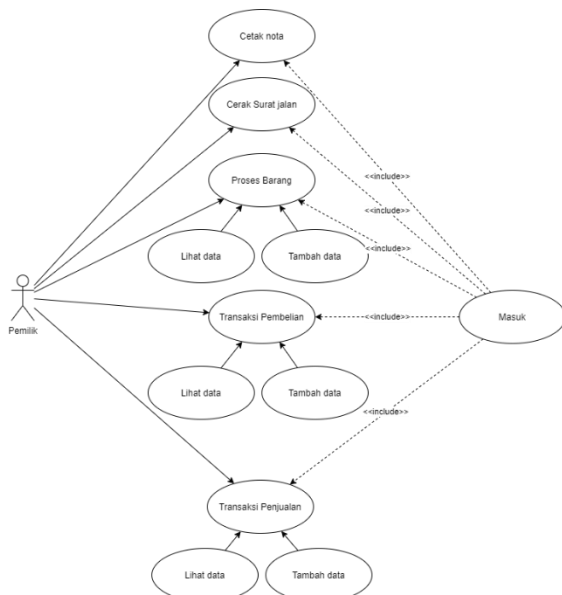 Cetak nota
Cerak Surat jalan
<<include>>
Proses Barang
<<include>>
<<include>>
Lihat data
Tambah data
Pemilik
Transaksi Pembelian
<<include>>
Masuk
Lihat data
Tambah data
<<include>>
Transaksi Penjualan
Lihat data
Tambah data